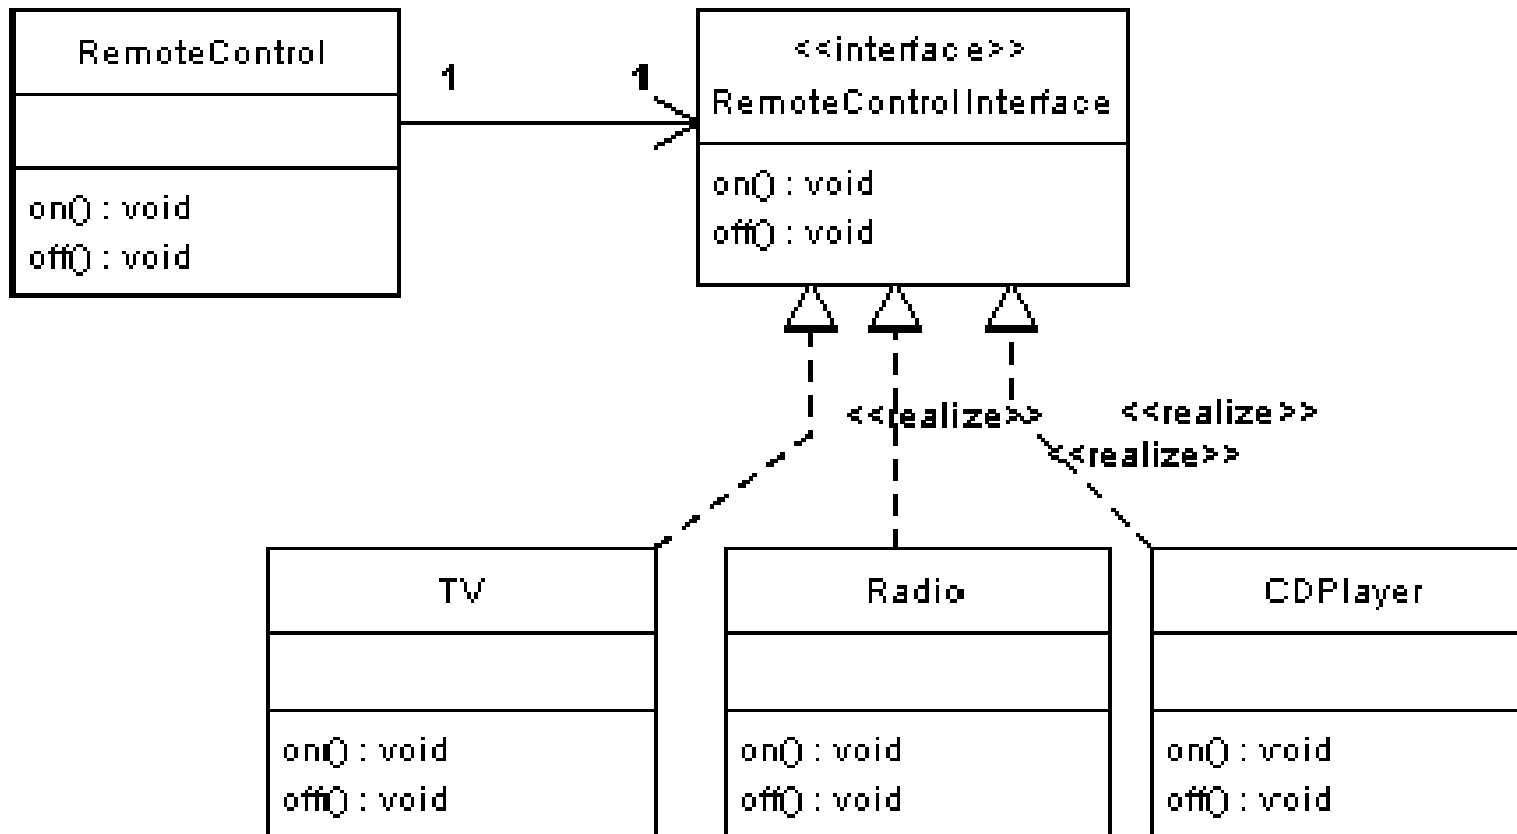 RemoteControl
on() : void
off() : void
1
1
<<interface>>
RemoteControlInterface
on() : void
off() : void
<<realize>>
<<realize>>
<<realize>>
TV
on() : void
off() : void
Radio
on() : void
off() : void
CDPlayer
on() : void
off() : void